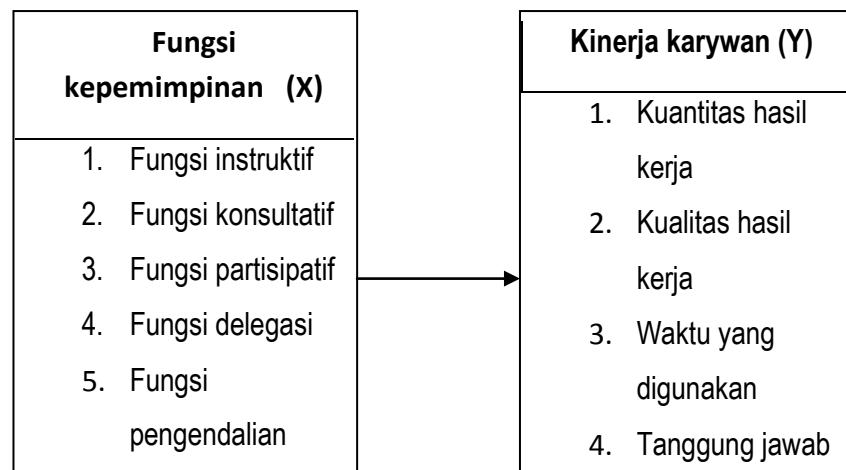 Fungsi
kepemimpinan (X)
1. Fungsi instruktif
2. Fungsi konsultatif
3. Fungsi partisipatif
4. Fungsi delegasi
5. Fungsi
pengendalian
Kinerja karywan (Y)
1. Kuantitas hasil
kerja
2. Kualitas hasil
kerja
3. Waktu yang
digunakan
4. Tanggung jawab